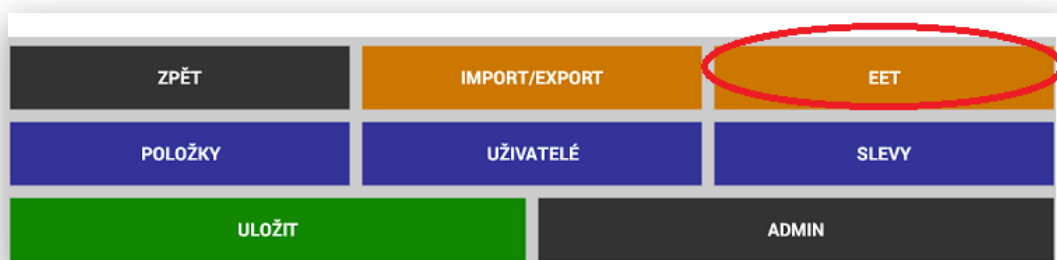 ZPĚT
IMPORT/EXPORT
EET
POLOŽKY
UŽIVATELÉ
SLEVY
ULOŽIT
ADMIN